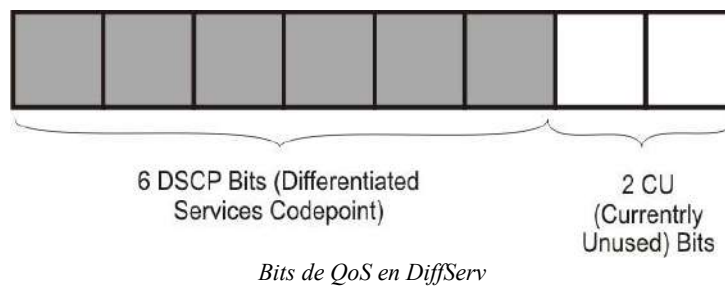 6 DSCP Bits (Differentiated
Services Codepoint)
2 CU
(Currentrly
Unused) Bits
Bits de QoS en DiffServ